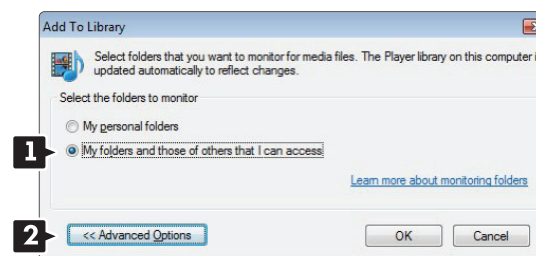 Add To Library
Select folders that you want to monitor for media files. The Player library on this computer
updated automatically to reflect changes.
Select the folders to monitor
My personal folders
1
My folders and those of others that I can access
Learn more about monitoring folders
2
<< Advanced Options
OK
Cancel